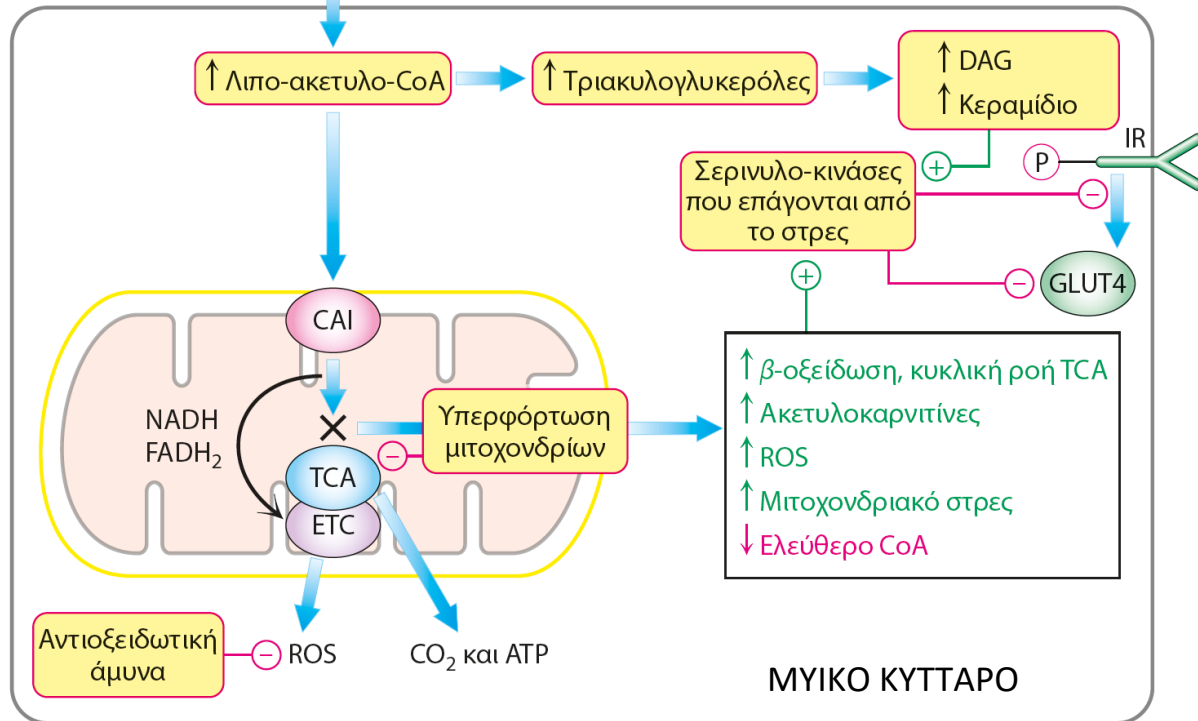 ↑ Λιπο-ακετυλο-CoA
↑ Τριακυλογλυκερόλες
↑ DAG
↑ Κεραμίδιο
IR
P
Σερινυλο-κινάσες
που επάγονται από
το στρες
+
−
−
GLUT4
+
CAI
NADH
FADH₂
Υπερφόρτωση
μιτοχονδρίων
−
TCA
ETC
↑ β-οξείδωση, κυκλική ροή TCA
↑ Ακετυλοκαρνιτίνες
↑ ROS
↑ Μιτοχονδριακό στρες
↓ Ελεύθερο CoA
Αντιοξειδωτική
άμυνα
−
ROS
CO₂ και ATP
ΜΥΙΚΟ ΚΥΤΤΑΡΟ